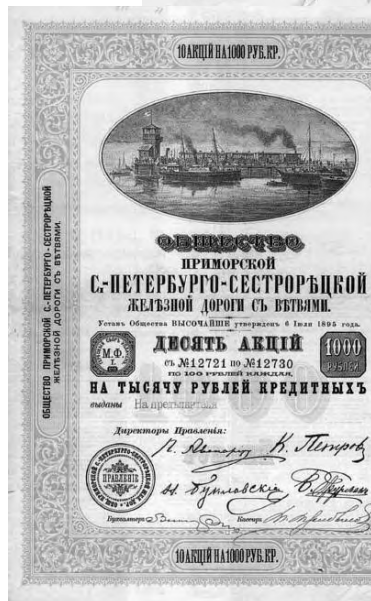 10 АКЦІЙ НА 1000 РУБ. КР.
ОБЩЕСТВО
ПРИМОРСКОЙ
С.-ПЕТЕРБУРГО-СЕСТРОРѢЦКОЙ
ЖЕЛѢЗНОЙ ДОРОГИ СЪ ВѢТВЯМИ.
Уставъ Общества ВЫСОЧАЙШЕ утвержденъ 6 Іюля 1895 года.
М.Ф.
ДЕСЯТЬ АКЦІЙ
съ №12721 по №12730
ПО 100 РУБЛЕЙ КАЖДАЯ,
1000
РУБЛЕЙ
НА ТЫСЯЧУ РУБЛЕЙ КРЕДИТНЫХЪ
выданы На предъявителя
Директоры Правленія:
К. Петровъ
ПРАВЛЕНІЕ
Бухгалтеръ
Кассиръ
10 АКЦІЙ НА 1000 РУБ. КР.
ОБЩЕСТВО ПРИМОРСКОЙ С.-ПЕТЕРБУРГО-СЕСТРОРѢЦКОЙ
ЖЕЛѢЗНОЙ ДОРОГИ СЪ ВѢТВЯМИ.